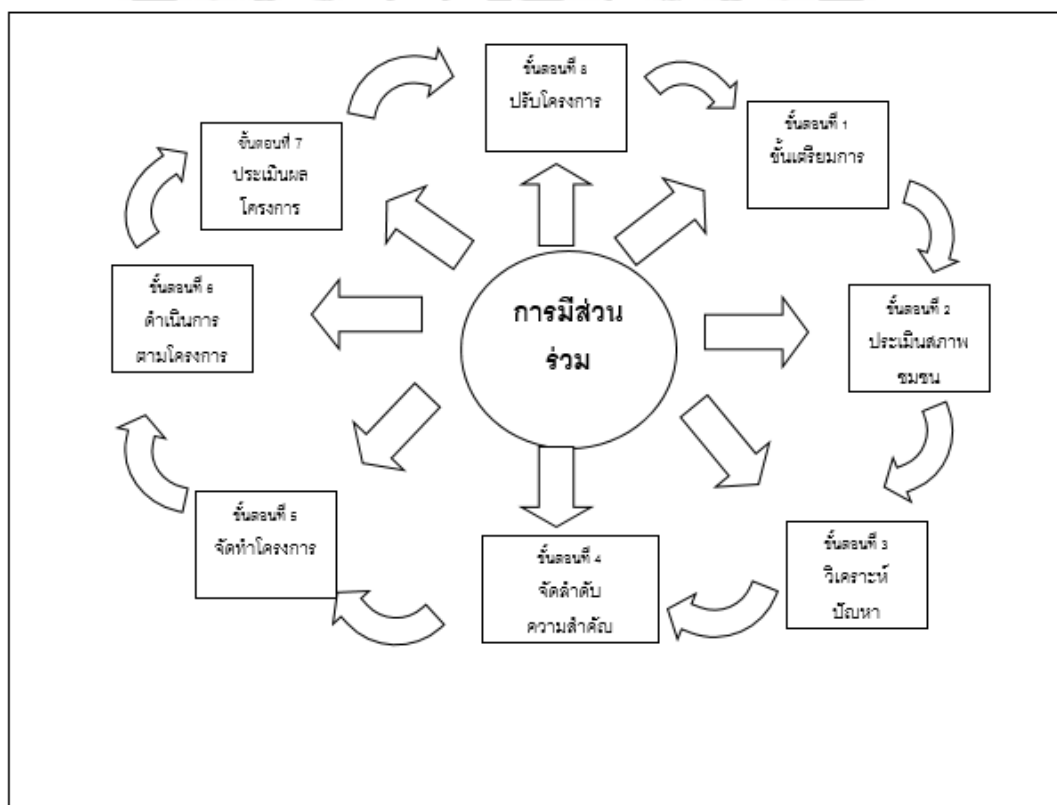 การมีส่วน
ร่วม
ขั้นตอนที่ 1
ขั้นเตรียมการ
ขั้นตอนที่ 2
ประเมินสภาพ
ชมชน
ขั้นตอนที่ 3
วิเคราะห์
ปัญหา
ขั้นตอนที่ 4
จัดลำดับ
ความสำคัญ
ขั้นตอนที่ 5
จัดทำโครงการ
ขั้นตอนที่ 6
ดำเนินการ
ตามโครงการ
ขั้นตอนที่ 7
ประเมินผล
โครงการ
ขั้นตอนที่ 8
ปรับโครงการ